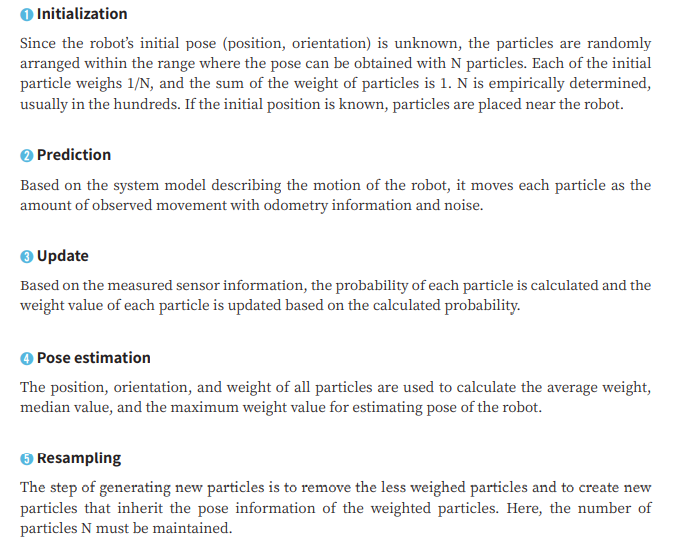 1 Initialization
Since the robot's initial pose (position, orientation) is unknown, the particles are randomly
arranged within the range where the pose can be obtained with N particles. Each of the initial
particle weighs 1/N, and the sum of the weight of particles is 1. N is empirically determined,
usually in the hundreds. If the initial position is known, particles are placed near the robot.
2 Prediction
Based on the system model describing the motion of the robot, it moves each particle as the
amount of observed movement with odometry information and noise.
3 Update
Based on the measured sensor information, the probability of each particle is calculated and the
weight value of each particle is updated based on the calculated probability.
4 Pose estimation
The position, orientation, and weight of all particles are used to calculate the average weight,
median value, and the maximum weight value for estimating pose of the robot.
5 Resampling
The step of generating new particles is to remove the less weighed particles and to create new
particles that inherit the pose information of the weighted particles. Here, the number of
particles N must be maintained.